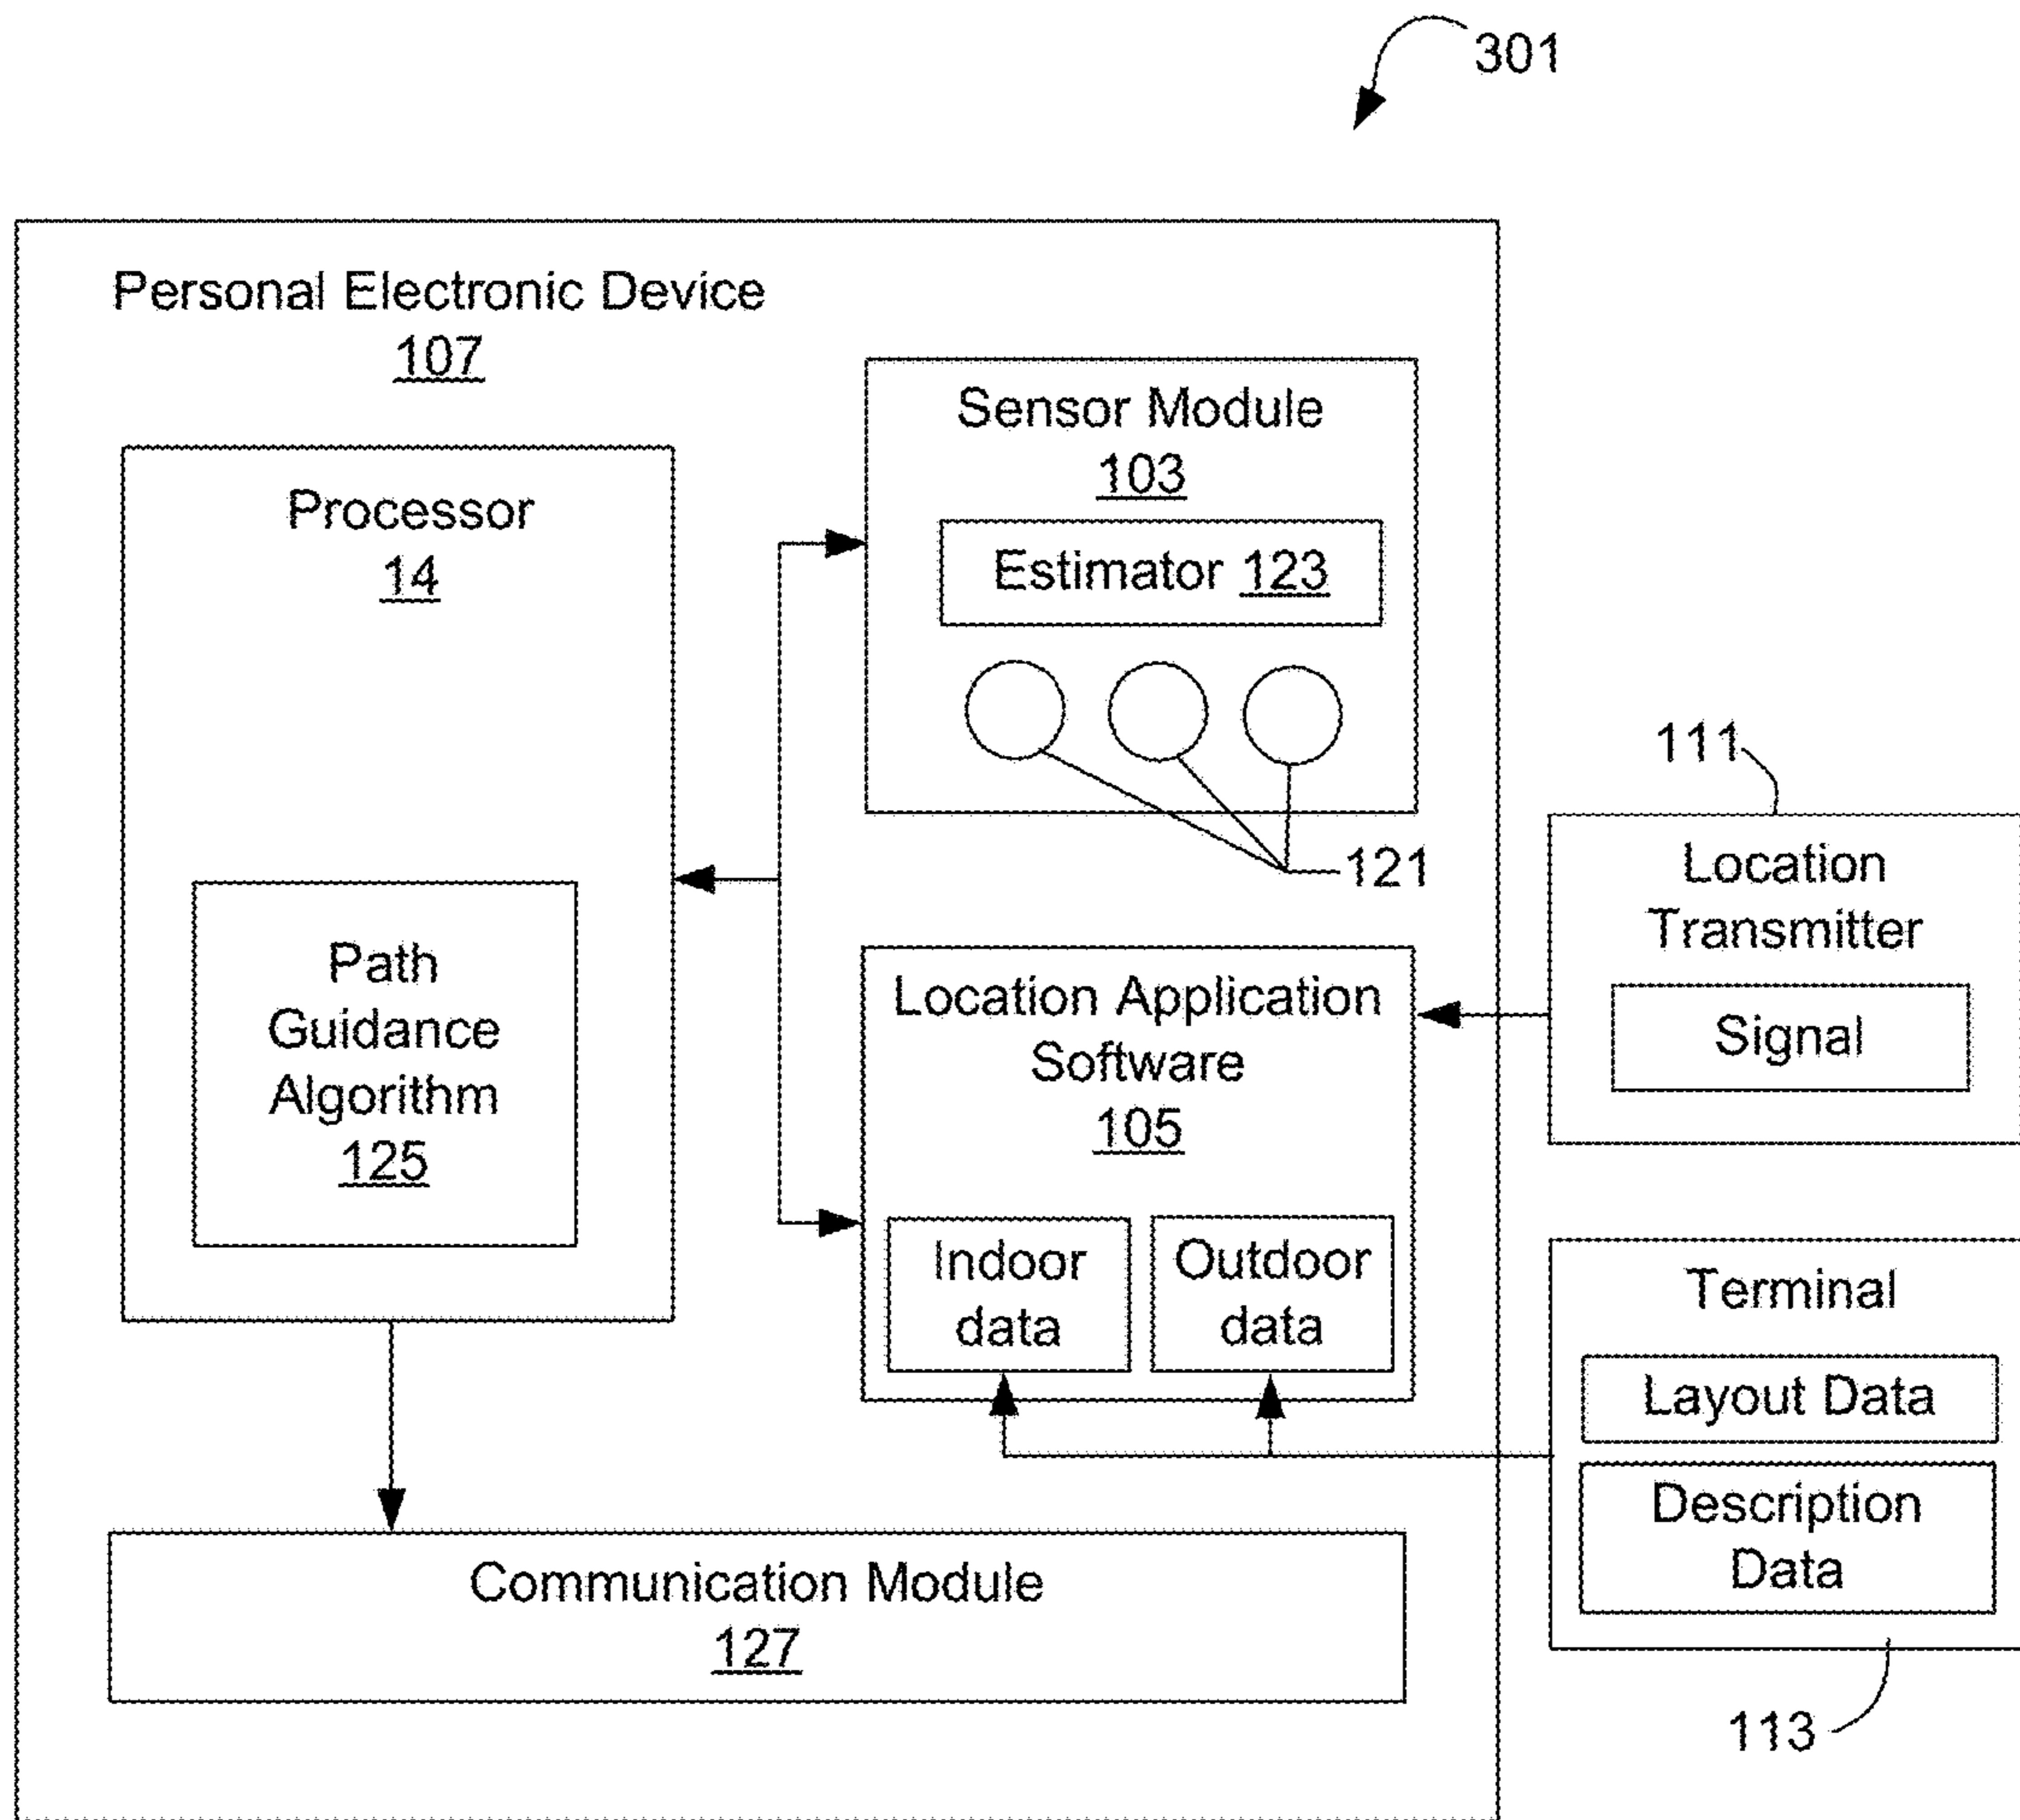 301
Personal Electronic Device
107
Sensor Module
103
Estimator 123
121
Processor
14
Path
Guidance
Algorithm
125
Location Application
Software
105
Indoor
data
Outdoor
data
Communication Module
127
111
Location
Transmitter
Signal
Terminal
Layout Data
Description
Data
113